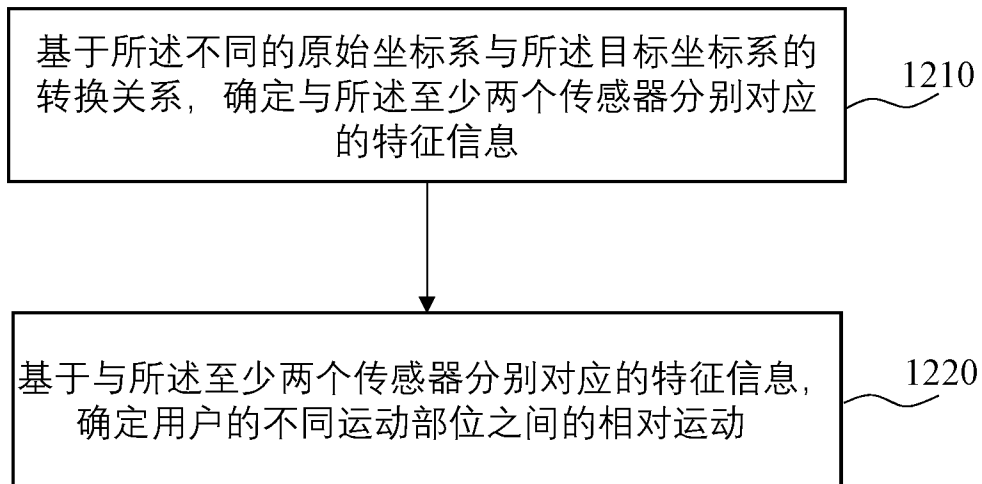 基于所述不同的原始坐标系与所述目标坐标系的
转换关系，确定与所述至少两个传感器分别对应
的特征信息
1210
基于与所述至少两个传感器分别对应的特征信息，
确定用户的不同运动部位之间的相对运动
1220